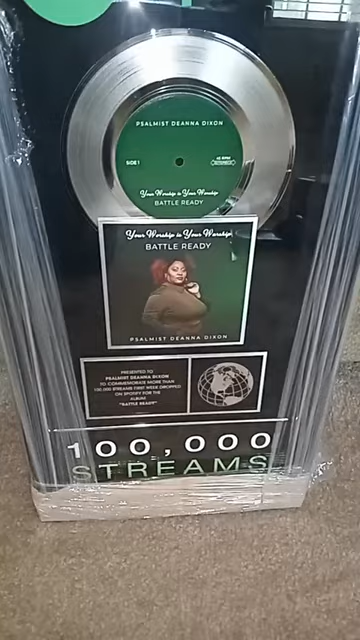 PSALMIST DEANNA DIXON
SIDE 1
45 RPM
Your Worship is Your Warship
BATTLE READY
Your Worship is Your Warship
BATTLE READY
PSALMIST DEANNA DIXON
PRESENTED TO
PSALMIST DEANNA DIXON
TO COMMEMORATE MORE THAN
100,000 STREAMS FIRST WEEK DROPPED
ON SPOTIFY FOR THE
ALBUM
"BATTLE READY"
100,000
STREAMS